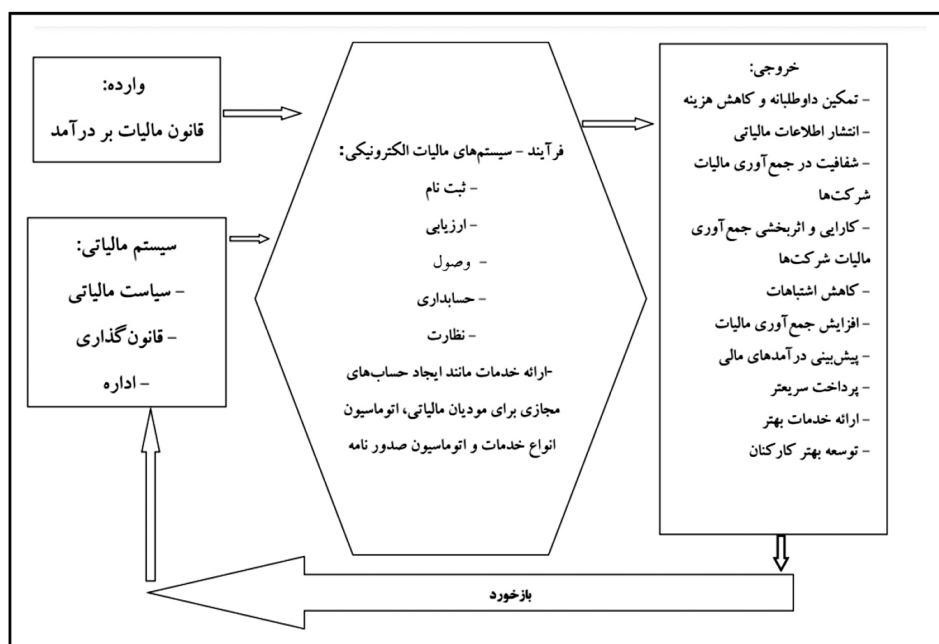 وارده:
قانون مالیات بر درآمد
سیستم مالیاتی:
– سیاست مالیاتی
– قانون‌گذاری
– اداره
فرآیند – سیستم‌های مالیات الکترونیکی:
– ثبت نام
– ارزیابی
– وصول
– حسابداری
– نظارت
-ارائه خدمات مانند ایجاد حساب‌های
مجازی برای مودیان مالیاتی، اتوماسیون
انواع خدمات و اتوماسیون صدور نامه
خروجی:
– تمکین داوطلبانه و کاهش هزینه
– انتشار اطلاعات مالیاتی
– شفافیت در جمع‌آوری مالیات
شرکت‌ها
– کارایی و اثربخشی جمع‌آوری
مالیات شرکت‌ها
– کاهش اشتباهات
– افزایش جمع‌آوری مالیات
– پیش‌بینی درآمدهای مالی
– پرداخت سریعتر
– ارائه خدمات بهتر
– توسعه بهتر کارکنان
بازخورد